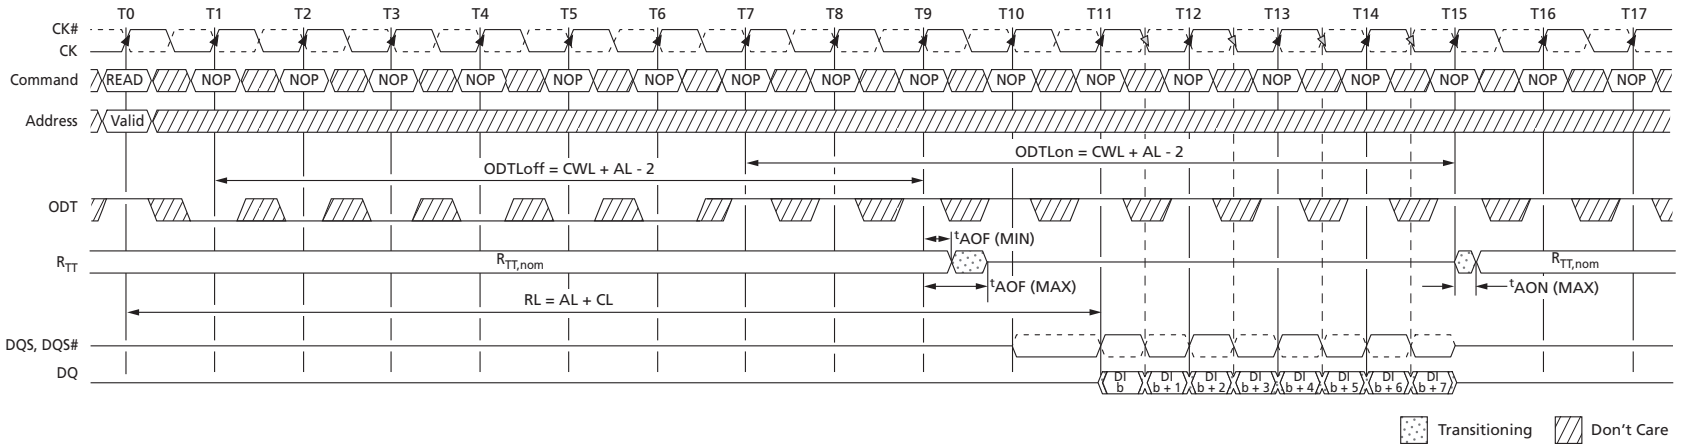 T0 T1 T2 T3 T4 T5 T6 T7 T8 T9 T10 T11 T12 T13 T14 T15 T16 T17
CK#
CK
Command READ NOP NOP NOP NOP NOP NOP NOP NOP NOP NOP NOP NOP NOP NOP NOP NOP NOP
Address Valid
ODTLon = CWL + AL - 2
ODTLoff = CWL + AL - 2
ODT
tAOF (MIN)
RTT RTT,nom RTT,nom
tAOF (MAX) tAON (MAX)
RL = AL + CL
DQS, DQS#
DQ
DI b DI b + 1 DI b + 2 DI b + 3 DI b + 4 DI b + 5 DI b + 6 DI b + 7
Transitioning Don't Care